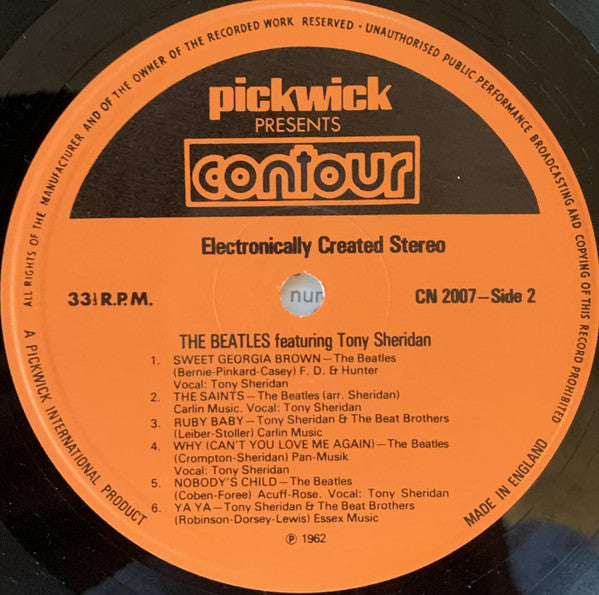 ALL RIGHTS OF THE MANUFACTURER AND OF THE OWNER OF THE RECORDED WORK RESERVED · UNAUTHORISED PUBLIC PERFORMANCE BROADCASTING AND COPYING OF THIS RECORD PROHIBITED
pickwick
PRESENTS
contour
Electronically Created Stereo
33⅓ R.P.M.
nur
CN 2007–Side 2
THE BEATLES featuring Tony Sheridan
1. SWEET GEORGIA BROWN – The Beatles
(Bernie-Pinkard-Casey) F. D. & Hunter
Vocal: Tony Sheridan
2. THE SAINTS – The Beatles (arr. Sheridan)
Carlin Music. Vocal: Tony Sheridan
3. RUBY BABY – Tony Sheridan & The Beat Brothers
(Leiber-Stoller) Carlin Music
4. WHY (CAN'T YOU LOVE ME AGAIN) – The Beatles
(Crompton-Sheridan) Pan-Musik
Vocal: Tony Sheridan
5. NOBODY'S CHILD – The Beatles
(Coben-Foree) Acuff-Rose. Vocal: Tony Sheridan
6. YA YA – Tony Sheridan & The Beat Brothers
(Robinson-Dorsey-Lewis) Essex Music
℗ 1962
A PICKWICK INTERNATIONAL PRODUCT
MADE IN ENGLAND